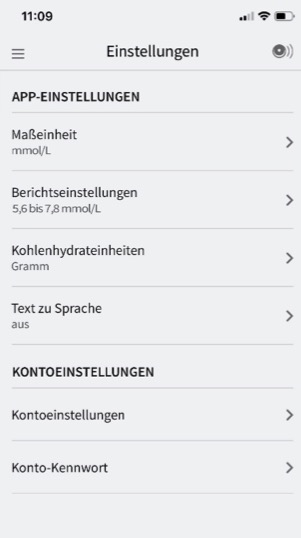 11:09
Einstellungen
APP-EINSTELLUNGEN
Maßeinheit
mmol/L
Berichtseinstellungen
5,6 bis 7,8 mmol/L
Kohlenhydrateinheiten
Gramm
Text zu Sprache
aus
KONTOEINSTELLUNGEN
Kontoeinstellungen
Konto-Kennwort